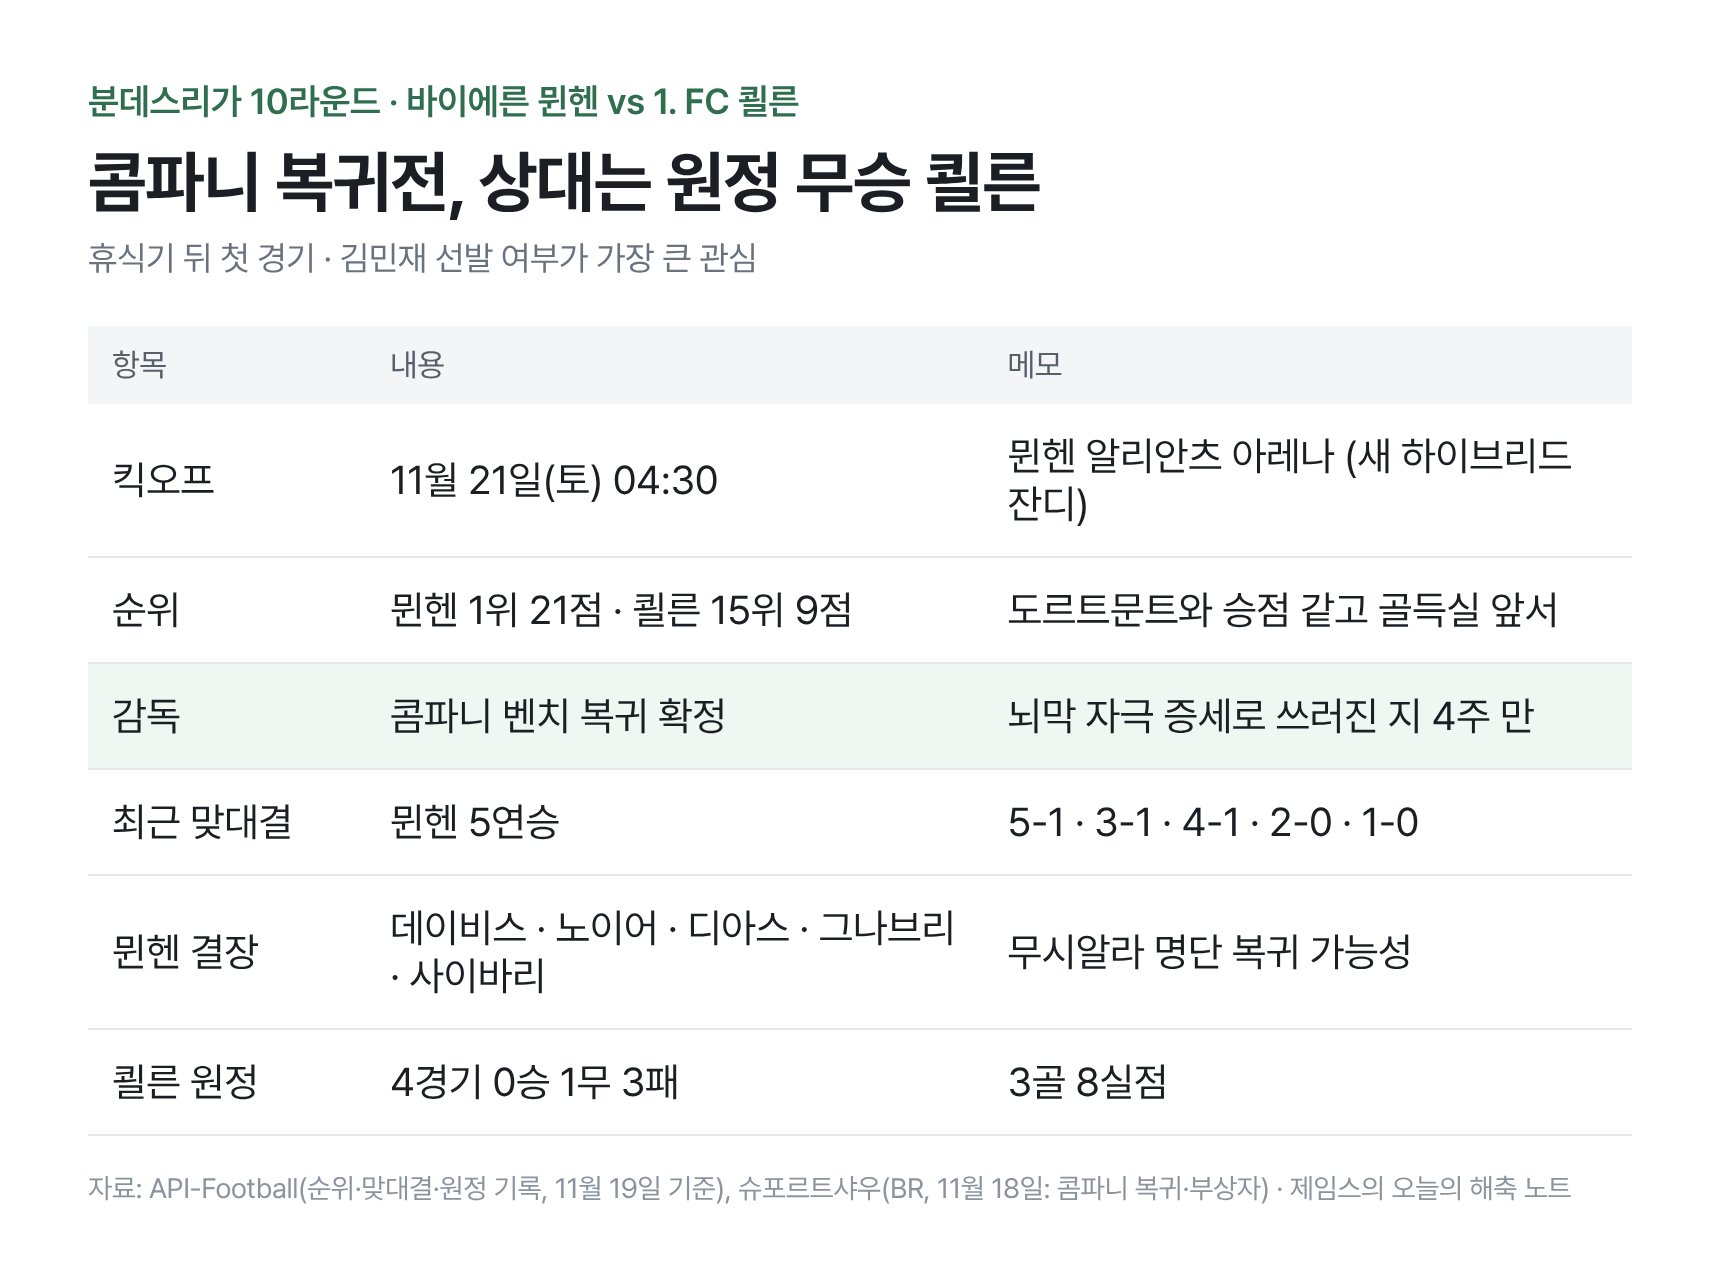 분데스리가 10라운드 · 바이에른 뮌헨 vs 1. FC 쾰른
콤파니 복귀전, 상대는 원정 무승 쾰른
휴식기 뒤 첫 경기 · 김민재 선발 여부가 가장 큰 관심
항목 내용 메모
킥오프 11월 21일(토) 04:30 뮌헨 알리안츠 아레나 (새 하이브리드
잔디)
순위 뮌헨 1위 21점 · 쾰른 15위 9점 도르트문트와 승점 같고 골득실 앞서
감독 콤파니 벤치 복귀 확정 뇌막 자극 증세로 쓰러진 지 4주 만
최근 맞대결 뮌헨 5연승 5-1 · 3-1 · 4-1 · 2-0 · 1-0
뮌헨 결장 데이비스 · 노이어 · 디아스 · 그나브리
· 사이바리 무시알라 명단 복귀 가능성
쾰른 원정 4경기 0승 1무 3패 3골 8실점
자료: API-Football(순위·맞대결·원정 기록, 11월 19일 기준), 슈포르트샤우(BR, 11월 18일: 콤파니 복귀·부상자) · 제임스의 오늘의 해축 노트